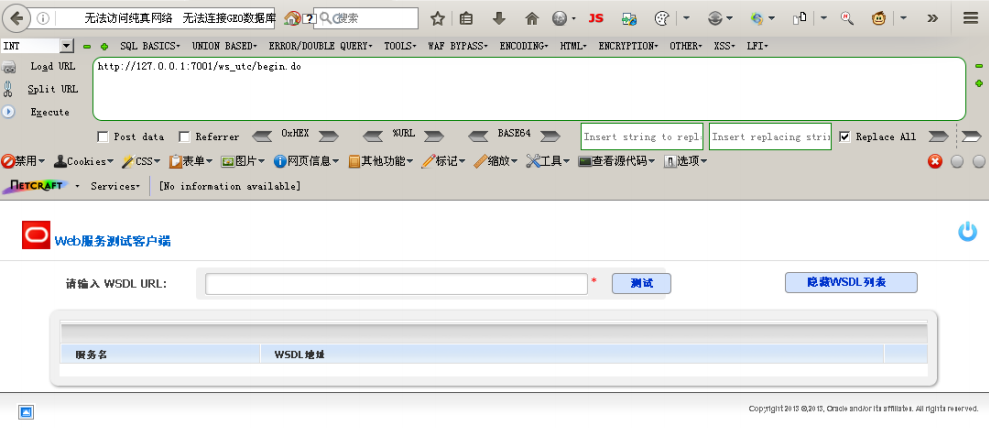 无法访问纯真网络 无法连接GEO数据库 ? 搜索 JS
INT SQL BASICS UNION BASED ERROR/DOUBLE QUERY TOOLS WAF BYPASS ENCODING HTML ENCRYPTION OTHER XSS LFI
Load URL http://127.0.0.1:7001/ws_utc/begin.do
Split URL
Execute
Post data Referrer 0xHEX %URL BASE64 Insert string to repl Insert replacing stri Replace All
禁用 Cookies CSS 表单 图片 网页信息 其他功能 标记 缩放 工具 查看源代码 选项
NETCRAFT Services [No information available]
Web服务测试客户端
请输入 WSDL URL: * 测试 隐藏WSDL列表
服务名 WSDL地址
Copyright 2013 ©,2013, Oracle and/or its affiliates. All rights reserved.